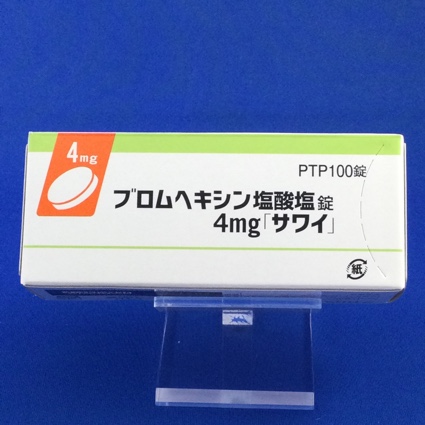 4mg
PTP100錠
ブロムヘキシン塩酸塩錠
4mg「サワイ」
紙